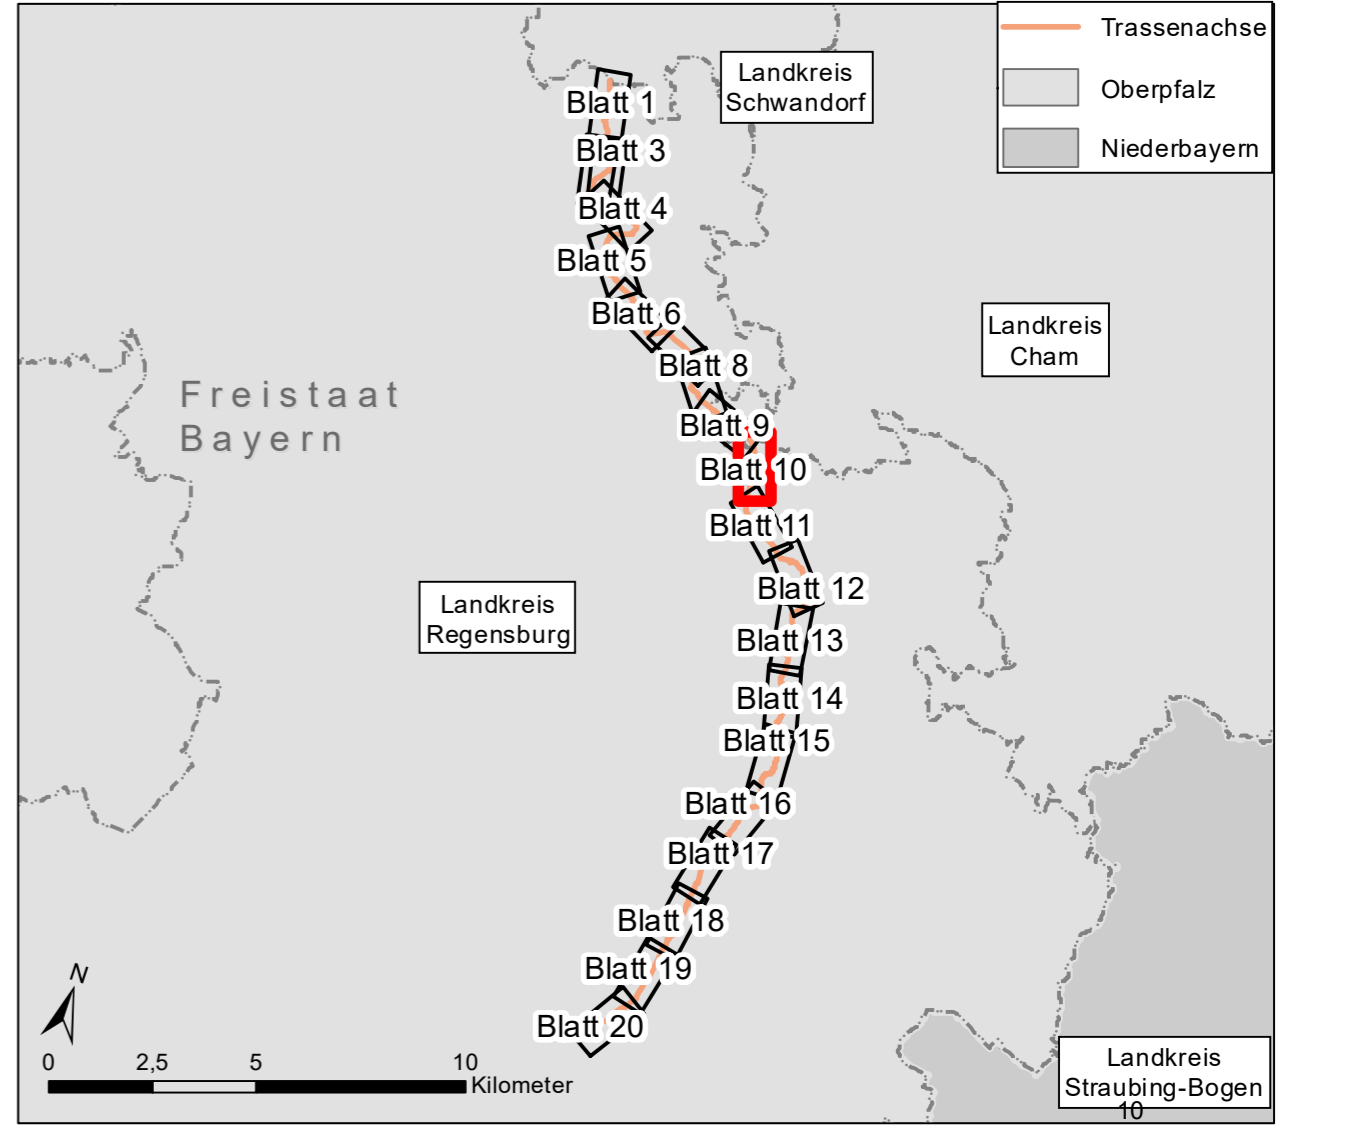 Trassenachse
Oberpfalz
Niederbayern
Landkreis
Schwandorf
Blatt 1
Blatt 3
Blatt 4
Blatt 5
Blatt 6
Landkreis
Cham
Blatt 8
Freistaat
Bayern
Blatt 9
Blatt 10
Blatt 11
Blatt 12
Landkreis
Regensburg
Blatt 13
Blatt 14
Blatt 15
Blatt 16
Blatt 17
Blatt 18
Blatt 19
Blatt 20
N
0 2,5 5 10
Kilometer
Landkreis
Straubing-Bogen
10